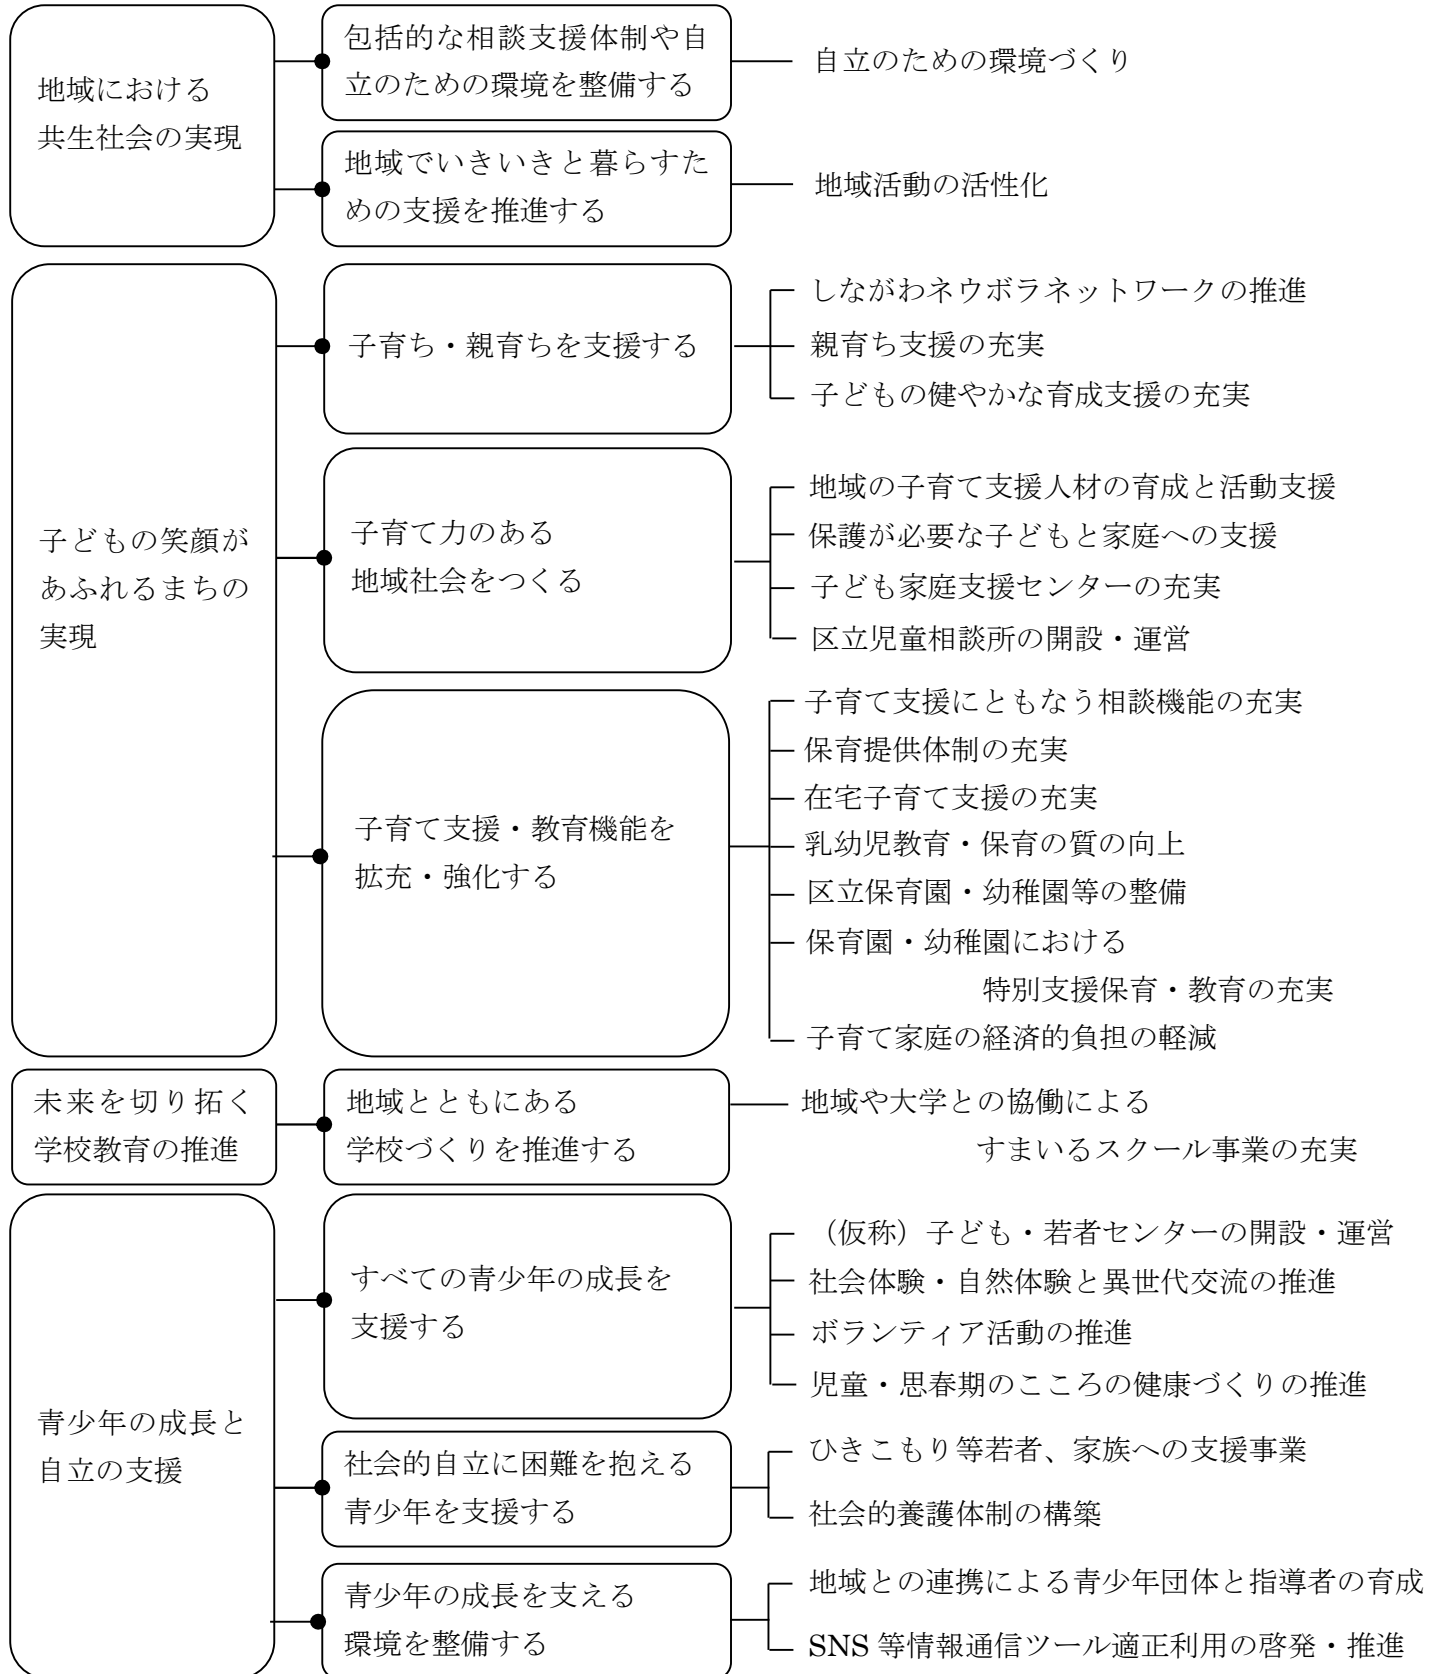 地域における
共生社会の実現
包括的な相談支援体制や自
立のための環境を整備する
自立のための環境づくり
地域でいきいきと暮らすた
めの支援を推進する
地域活動の活性化
子どもの笑顔が
あふれるまちの
実現
子育ち・親育ちを支援する
しながわネウボラネットワークの推進
親育ち支援の充実
子どもの健やかな育成支援の充実
子育て力のある
地域社会をつくる
地域の子育て支援人材の育成と活動支援
保護が必要な子どもと家庭への支援
子ども家庭支援センターの充実
区立児童相談所の開設・運営
子育て支援・教育機能を
拡充・強化する
子育て支援にともなう相談機能の充実
保育提供体制の充実
在宅子育て支援の充実
乳幼児教育・保育の質の向上
区立保育園・幼稚園等の整備
保育園・幼稚園における
特別支援保育・教育の充実
子育て家庭の経済的負担の軽減
未来を切り拓く
学校教育の推進
地域とともにある
学校づくりを推進する
地域や大学との協働による
すまいるスクール事業の充実
青少年の成長と
自立の支援
すべての青少年の成長を
支援する
（仮称）子ども・若者センターの開設・運営
社会体験・自然体験と異世代交流の推進
ボランティア活動の推進
児童・思春期のこころの健康づくりの推進
社会的自立に困難を抱える
青少年を支援する
ひきこもり等若者、家族への支援事業
社会的養護体制の構築
青少年の成長を支える
環境を整備する
地域との連携による青少年団体と指導者の育成
SNS 等情報通信ツール適正利用の啓発・推進